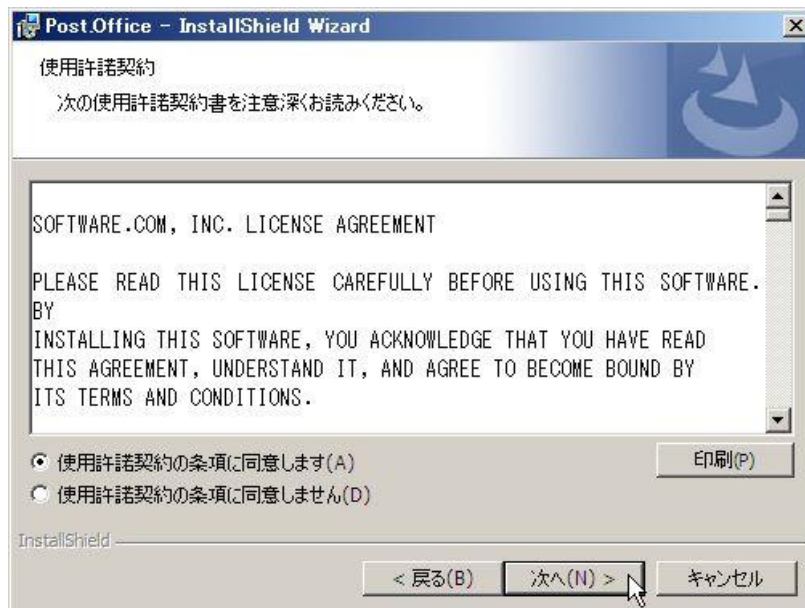 Post.Office - InstallShield Wizard
使用許諾契約
次の使用許諾契約書を注意深くお読みください。
SOFTWARE.COM, INC. LICENSE AGREEMENT
PLEASE READ THIS LICENSE CAREFULLY BEFORE USING THIS SOFTWARE.
BY
INSTALLING THIS SOFTWARE, YOU ACKNOWLEDGE THAT YOU HAVE READ
THIS AGREEMENT, UNDERSTAND IT, AND AGREE TO BECOME BOUND BY
ITS TERMS AND CONDITIONS.
使用許諾契約の条項に同意します(A)
印刷(P)
使用許諾契約の条項に同意しません(D)
InstallShield
< 戻る(B)
次へ(N) >
キャンセル